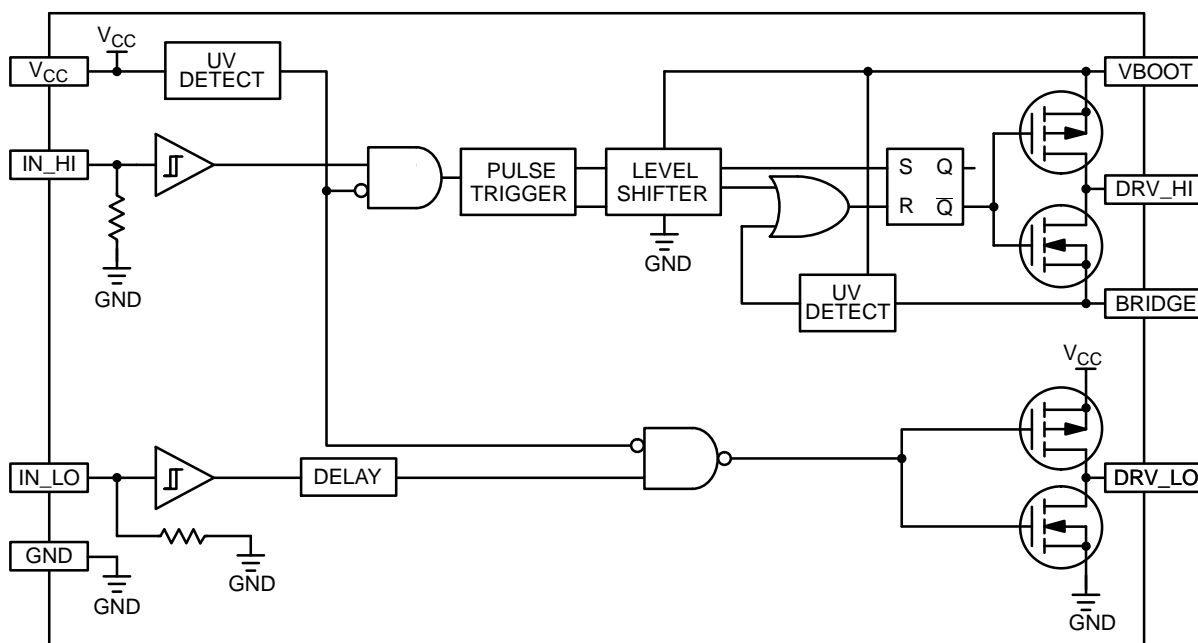 VCC
VCC
UV
DETECT
VBOOT
IN_HI
PULSE
TRIGGER
LEVEL
SHIFTER
S Q
R Q̅
DRV_HI
GND
GND
UV
DETECT
BRIDGE
VCC
IN_LO
DELAY
DRV_LO
GND
GND
GND
GND